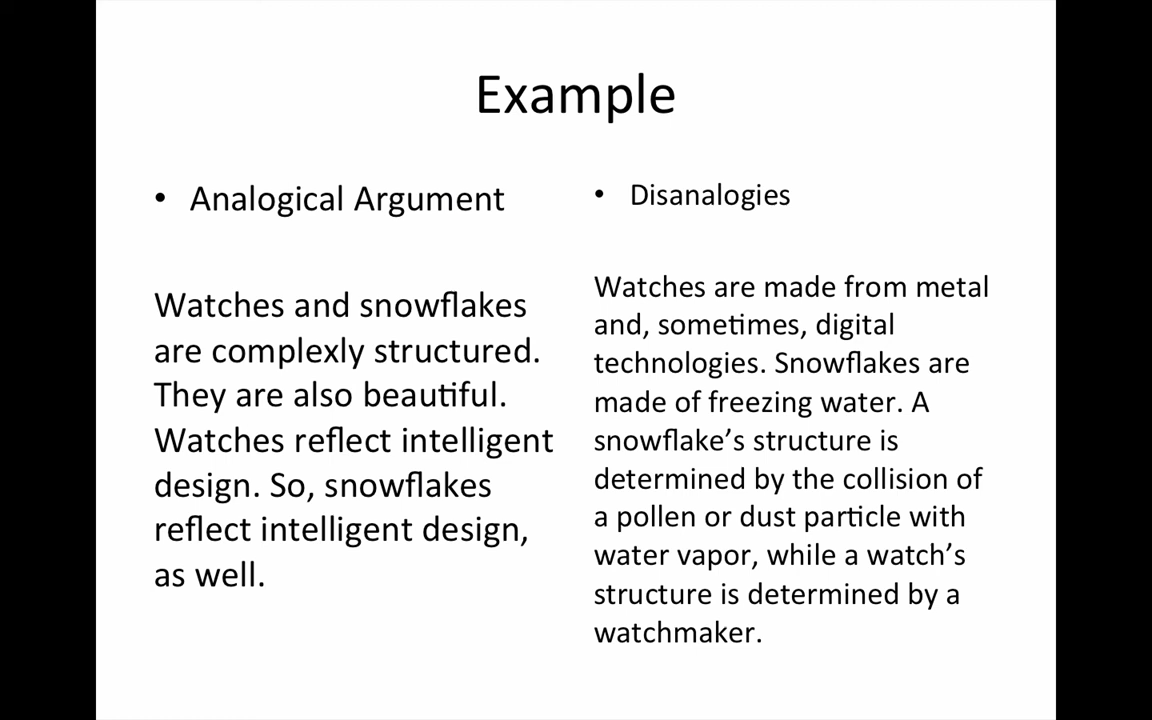 Example
• Analogical Argument
Watches and snowflakes
are complexly structured.
They are also beautiful.
Watches reflect intelligent
design. So, snowflakes
reflect intelligent design,
as well.
• Disanalogies
Watches are made from metal
and, sometimes, digital
technologies. Snowflakes are
made of freezing water. A
snowflake’s structure is
determined by the collision of
a pollen or dust particle with
water vapor, while a watch’s
structure is determined by a
watchmaker.